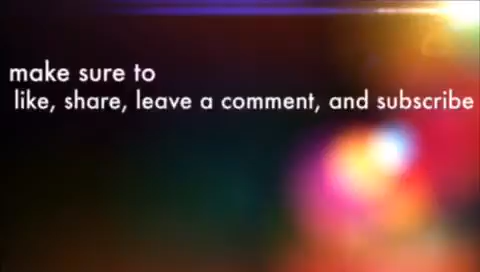 make sure to
like, share, leave a comment, and subscribe